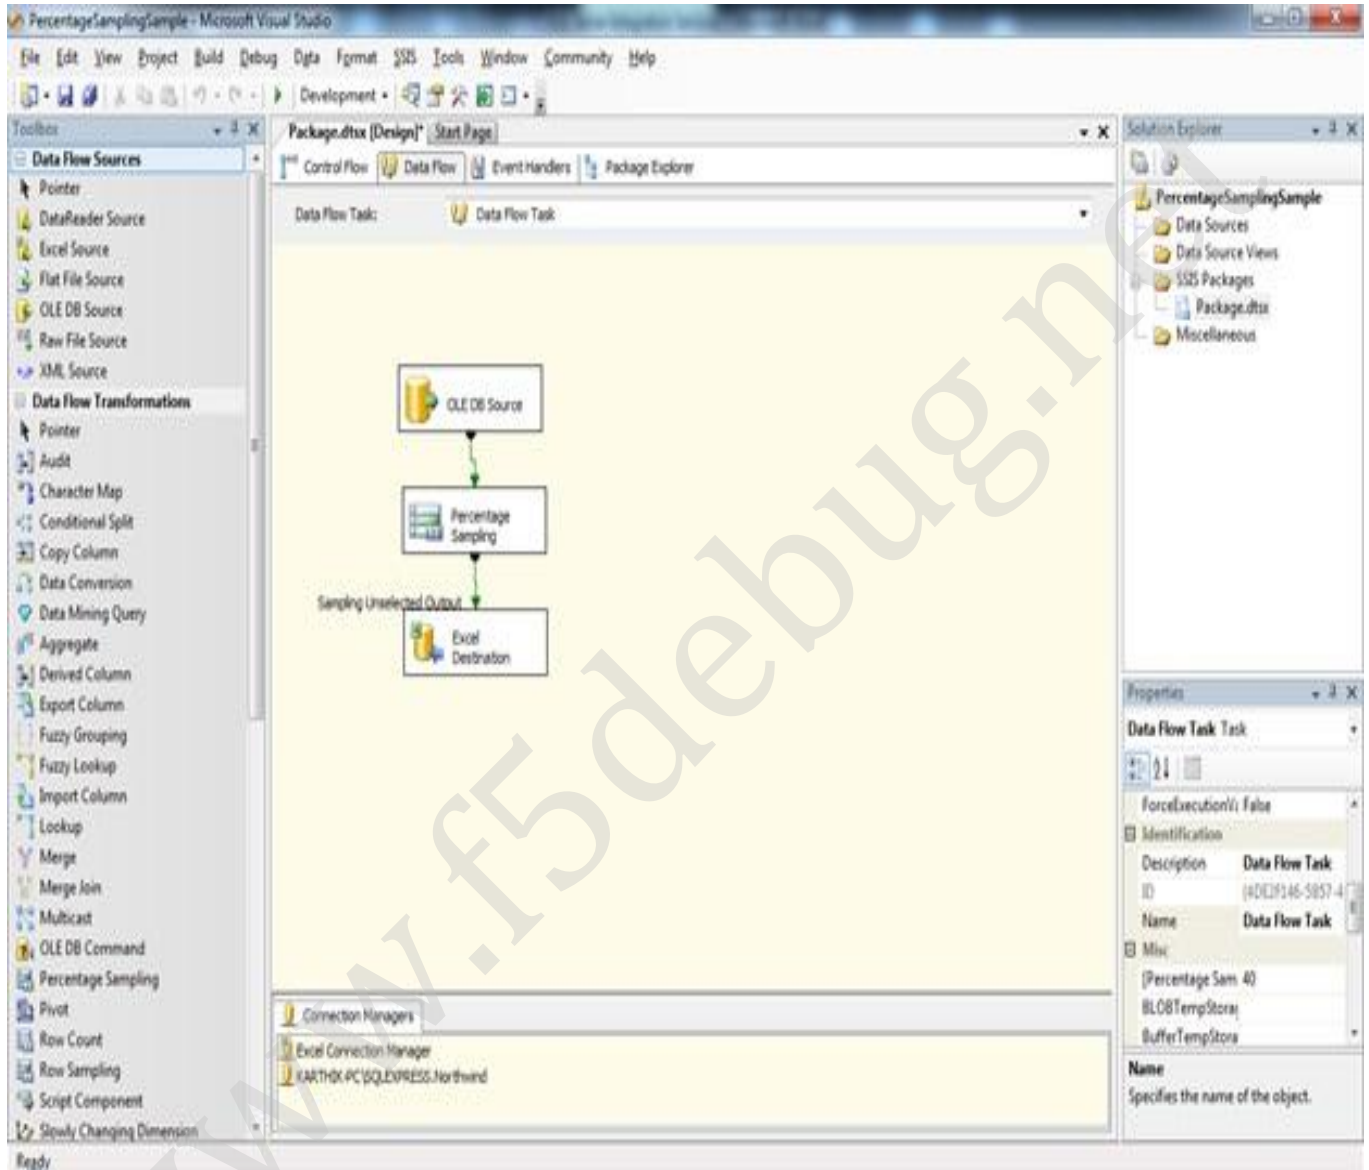 PercentageSamplingSample - Microsoft Visual Studio
File Edit View Project Build Debug Data Format SSIS Tools Window Community Help
Development
Toolbox
Package.dtsx [Design]* Start Page
Solution Explorer
Data Flow Sources
Pointer
DataReader Source
Excel Source
Flat File Source
OLE DB Source
Raw File Source
XML Source
Data Flow Transformations
Pointer
Audit
Character Map
Conditional Split
Copy Column
Data Conversion
Data Mining Query
Aggregate
Derived Column
Export Column
Fuzzy Grouping
Fuzzy Lookup
Import Column
Lookup
Merge
Merge Join
Multicast
OLE DB Command
Percentage Sampling
Pivot
Row Count
Row Sampling
Script Component
Slowly Changing Dimension
Control Flow Data Flow Event Handlers Package Explorer
Data Flow Task: Data Flow Task
OLE DB Source
Percentage
Sampling
Sampling Unselected Output
Excel
Destination
Connection Managers
Excel Connection Manager
KARTHIK-PC\SQLEXPRESS.Northwind
PercentageSamplingSample
Data Sources
Data Source Views
SSIS Packages
Package.dtsx
Miscellaneous
Properties
Data Flow Task Task
ForceExecutionVa False
Identification
Description Data Flow Task
ID
Name Data Flow Task
Misc
[Percentage Sam 40
BLOBTempStorag
BufferTempStora
Name
Specifies the name of the object.
Ready
www.f5debug.net